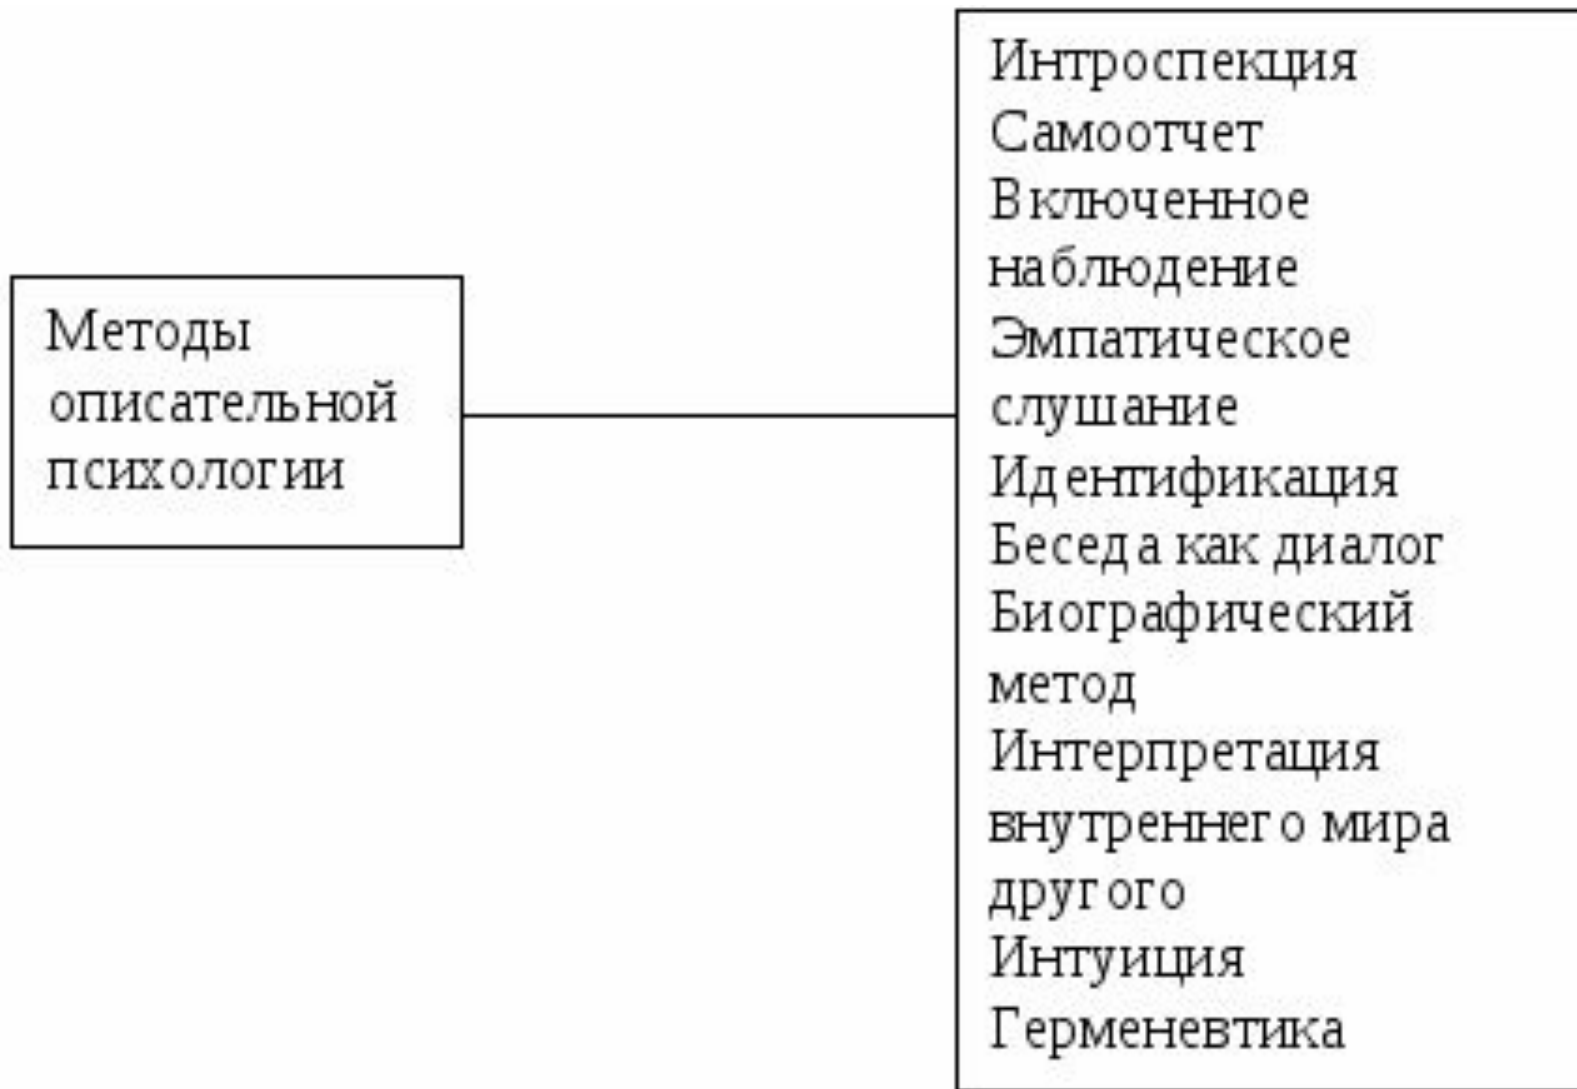 Методы
описательной
психологии
Интроспекция
Самоотчет
Включенное
наблюдение
Эмпатическое
слушание
Идентификация
Беседа как диалог
Биографический
метод
Интерпретация
внутреннего мира
другого
Интуиция
Герменевтика